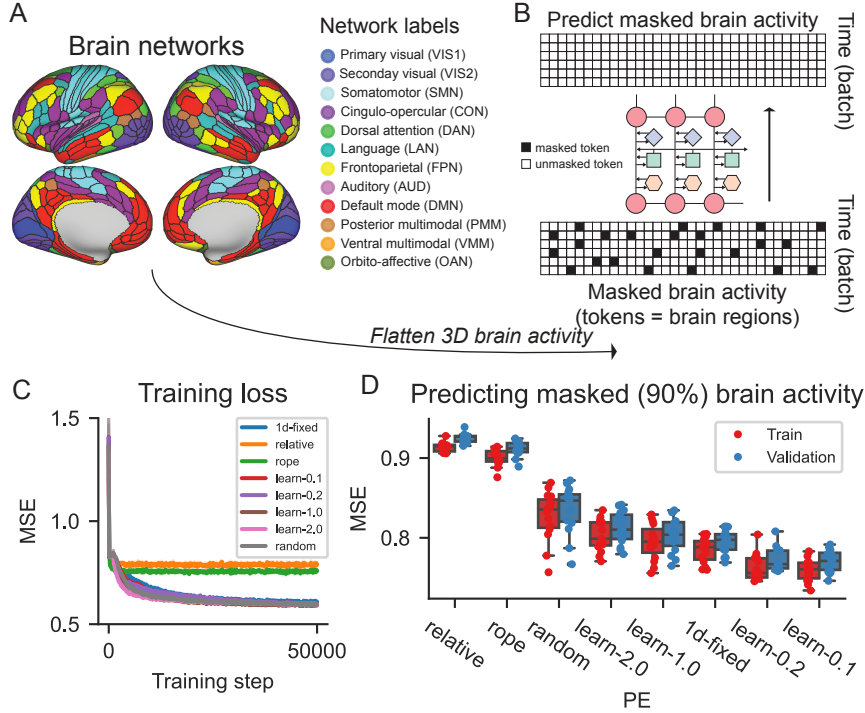 A
Brain networks
Network labels
Primary visual (VIS1)
Seconday visual (VIS2)
Somatomotor (SMN)
Cingulo-opercular (CON)
Dorsal attention (DAN)
Language (LAN)
Frontoparietal (FPN)
Auditory (AUD)
Default mode (DMN)
Posterior multimodal (PMM)
Ventral multimodal (VMM)
Orbito-affective (OAN)
B
Predict masked brain activity
Time (batch)
masked token
unmasked token
Time (batch)
Masked brain activity
(tokens = brain regions)
Flatten 3D brain activity
C
Training loss
1.5
1.0
0.5
MSE
1d-fixed
relative
rope
learn-0.1
learn-0.2
learn-1.0
learn-2.0
random
0
50000
Training step
D
Predicting masked (90%) brain activity
Train
Validation
0.9
0.8
MSE
relative
rope
random
learn-2.0
learn-1.0
1d-fixed
learn-0.2
learn-0.1
PE